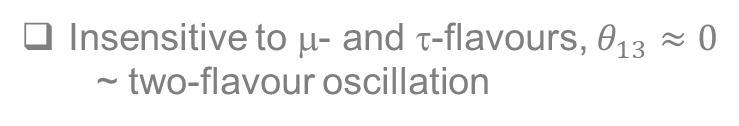 ❑ Insensitive to μ- and τ-flavours, θ₁₃ ≈ 0
~ two-flavour oscillation